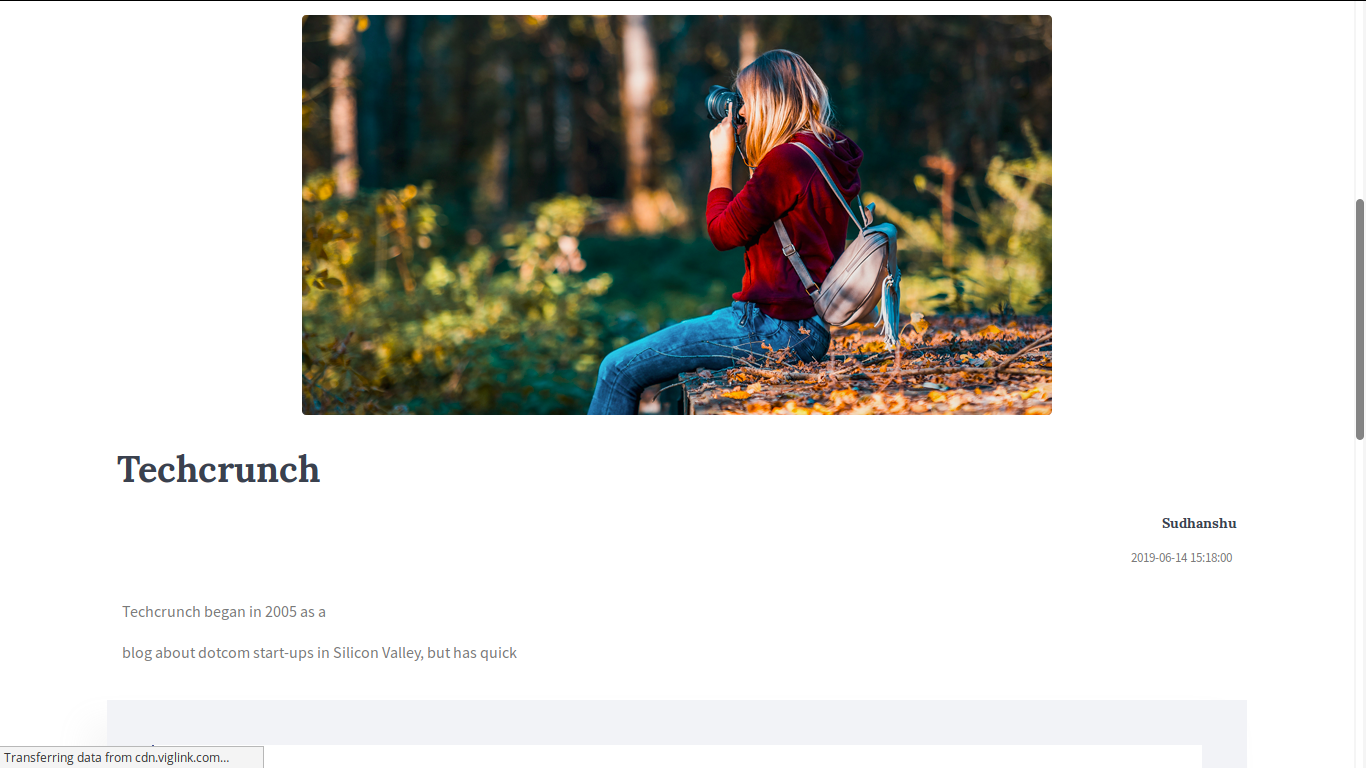 Techcrunch
Sudhanshu
2019-06-14 15:18:00
Techcrunch began in 2005 as a
blog about dotcom start-ups in Silicon Valley, but has quick
Transferring data from cdn.viglink.com...